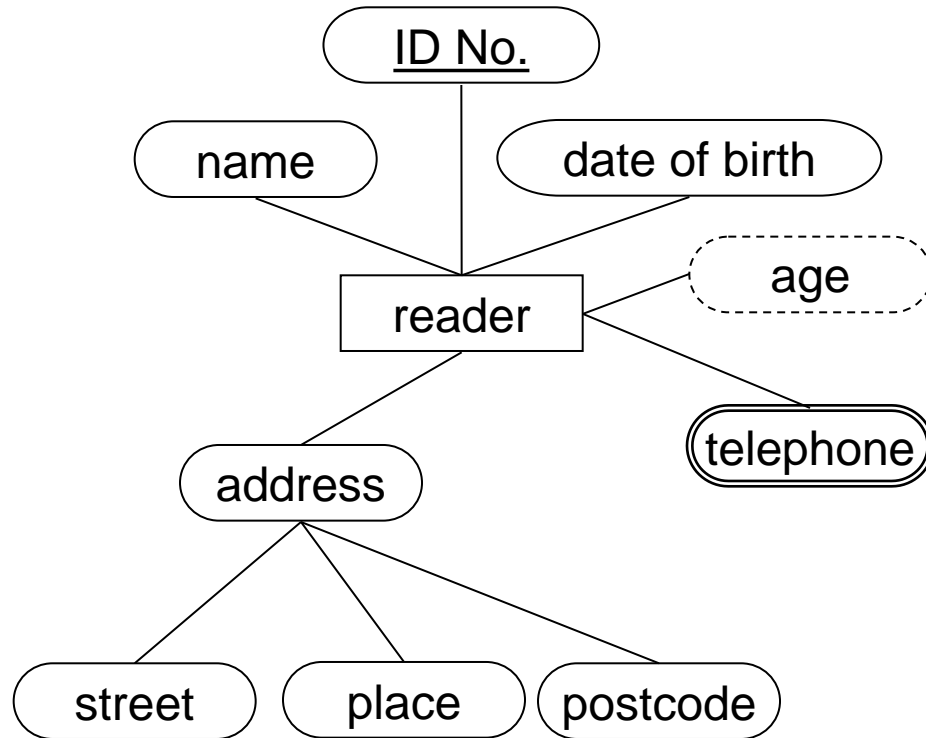 ID No.
name
date of birth
age
reader
telephone
address
street
place
postcode